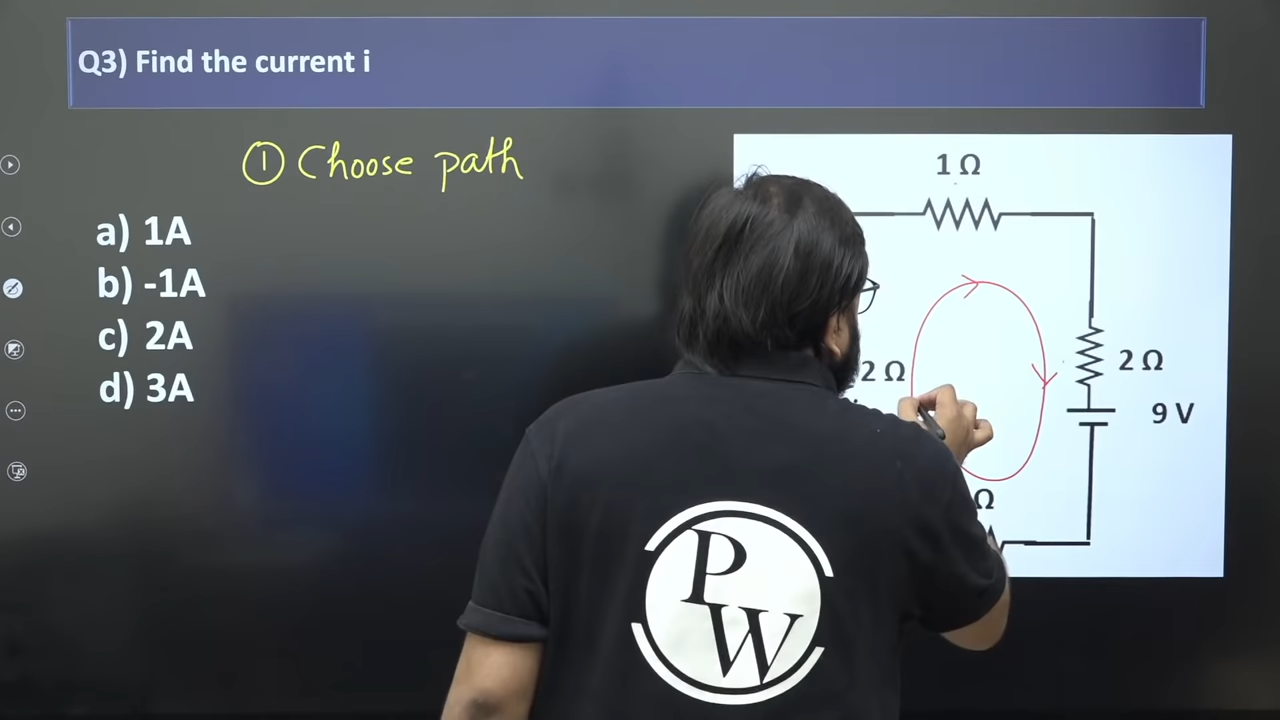 Q3) Find the current i
① Choose path
a) 1A
b) -1A
c) 2A
d) 3A
1 Ω
2 Ω
2 Ω
9 V
Ω
PW